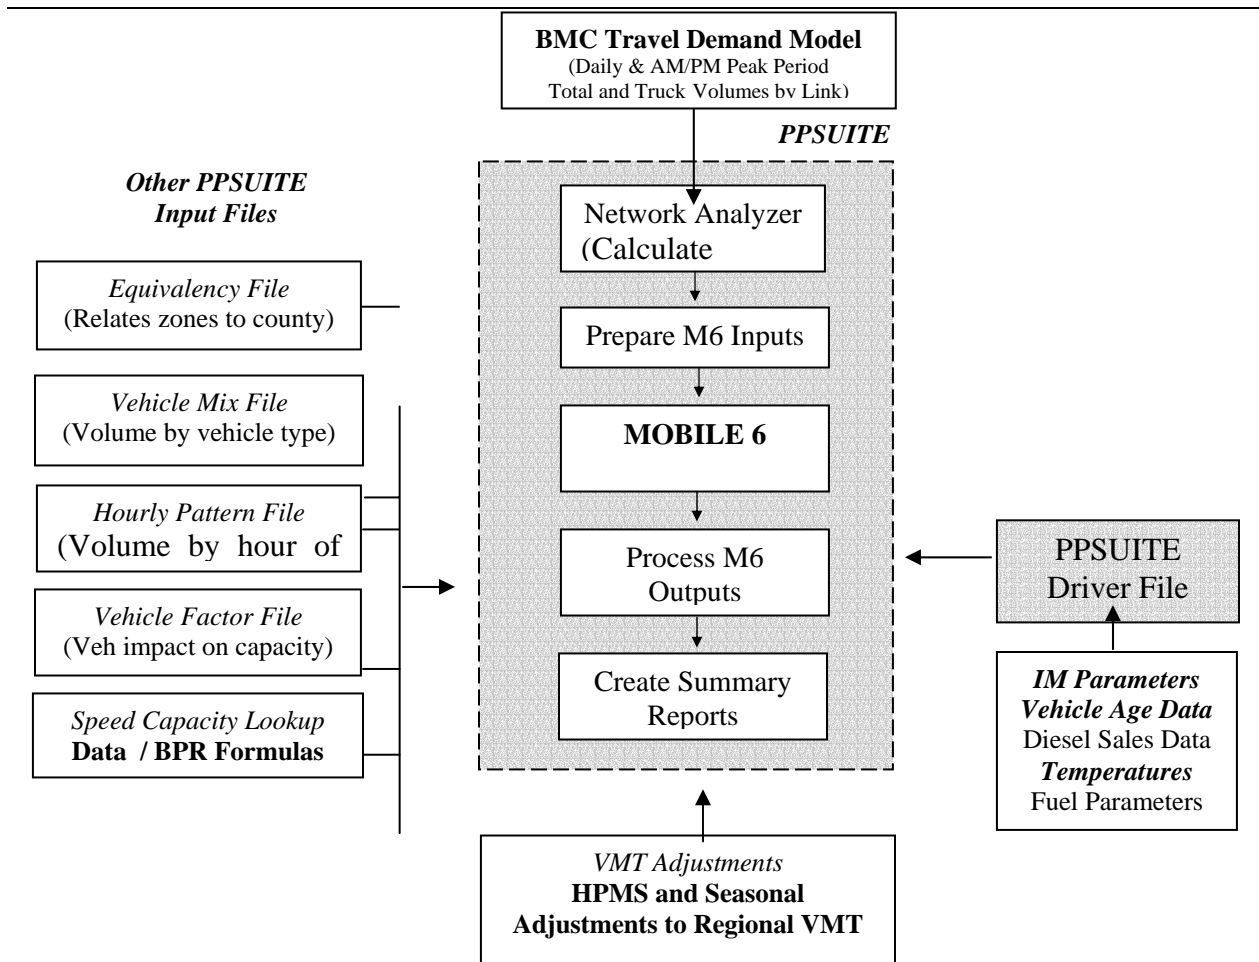 BMC Travel Demand Model
(Daily & AM/PM Peak Period
Total and Truck Volumes by Link)
PPSUITE
Other PPSUITE
Input Files
Equivalency File
(Relates zones to county)
Vehicle Mix File
(Volume by vehicle type)
Hourly Pattern File
(Volume by hour of
Vehicle Factor File
(Veh impact on capacity)
Speed Capacity Lookup
Data / BPR Formulas
Network Analyzer
(Calculate
Prepare M6 Inputs
MOBILE 6
Process M6
Outputs
Create Summary
Reports
PPSUITE
Driver File
IM Parameters
Vehicle Age Data
Diesel Sales Data
Temperatures
Fuel Parameters
VMT Adjustments
HPMS and Seasonal
Adjustments to Regional VMT